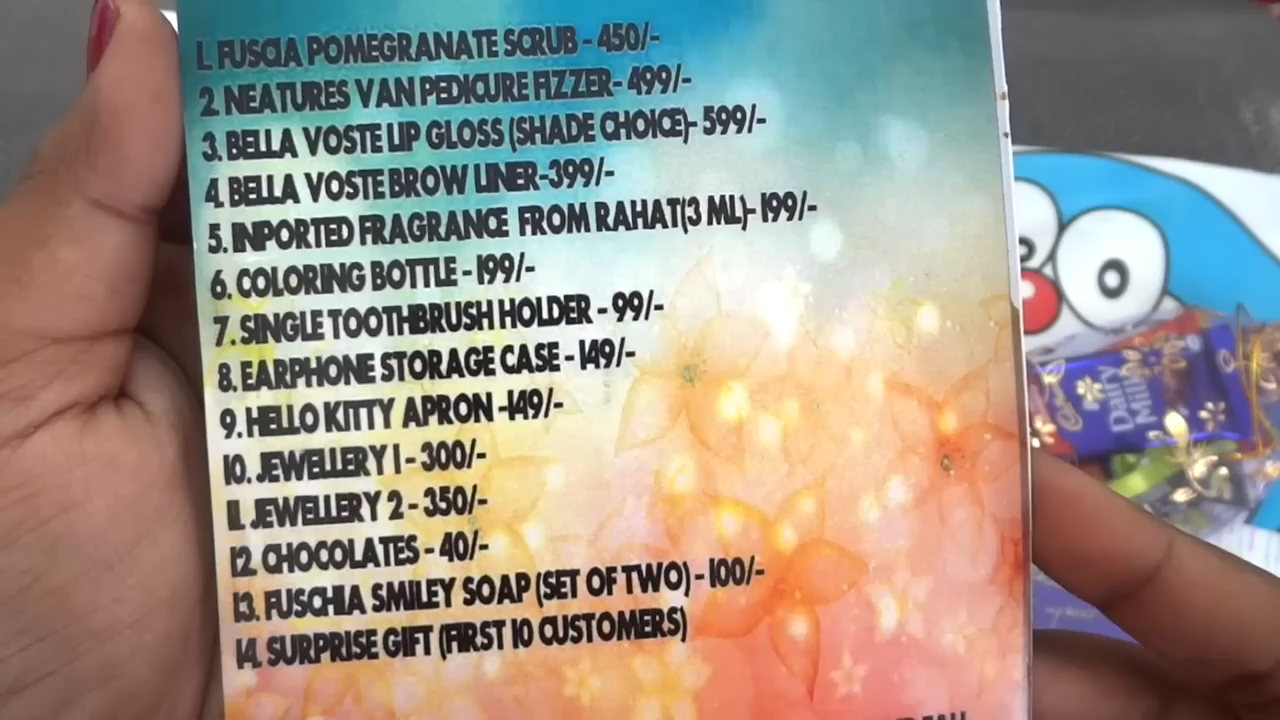 1. FUSCIA POMEGRANATE SCRUB - 450/-
2. NEATURES VAN PEDICURE FIZZER- 499/-
3. BELLA VOSTE LIP GLOSS (SHADE CHOICE)- 599/-
4. BELLA VOSTE BROW LINER-399/-
5. INPORTED FRAGRANCE FROM RAHAT(3 ML)- 199/-
6. COLORING BOTTLE - 199/-
7. SINGLE TOOTHBRUSH HOLDER - 99/-
8. EARPHONE STORAGE CASE - 149/-
9. HELLO KITTY APRON -149/-
10. JEWELLERY 1 - 300/-
11. JEWELLERY 2 - 350/-
12. CHOCOLATES - 40/-
13. FUSCHIA SMILEY SOAP (SET OF TWO) - 100/-
14. SURPRISE GIFT (FIRST 10 CUSTOMERS)
Cadbury
Dairy
Milk